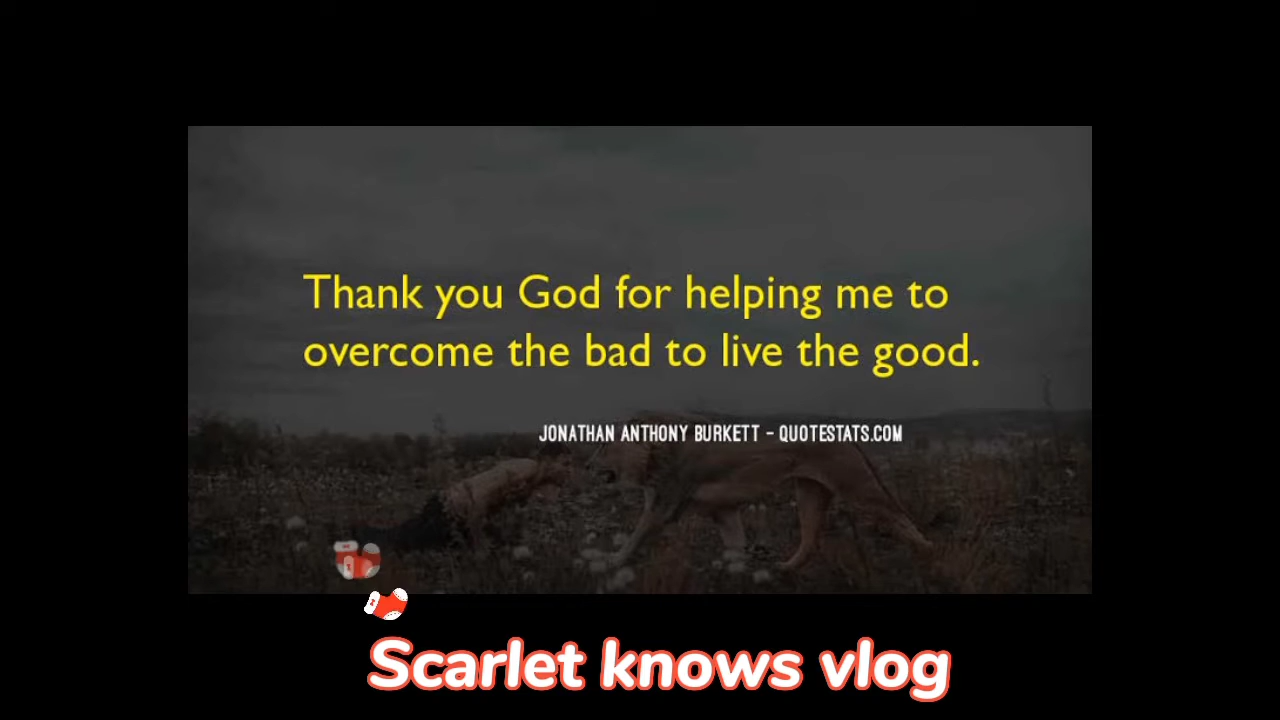 Thank you God for helping me to
overcome the bad to live the good.
JONATHAN ANTHONY BURKETT - QUOTESTATS.COM
Scarlet knows vlog